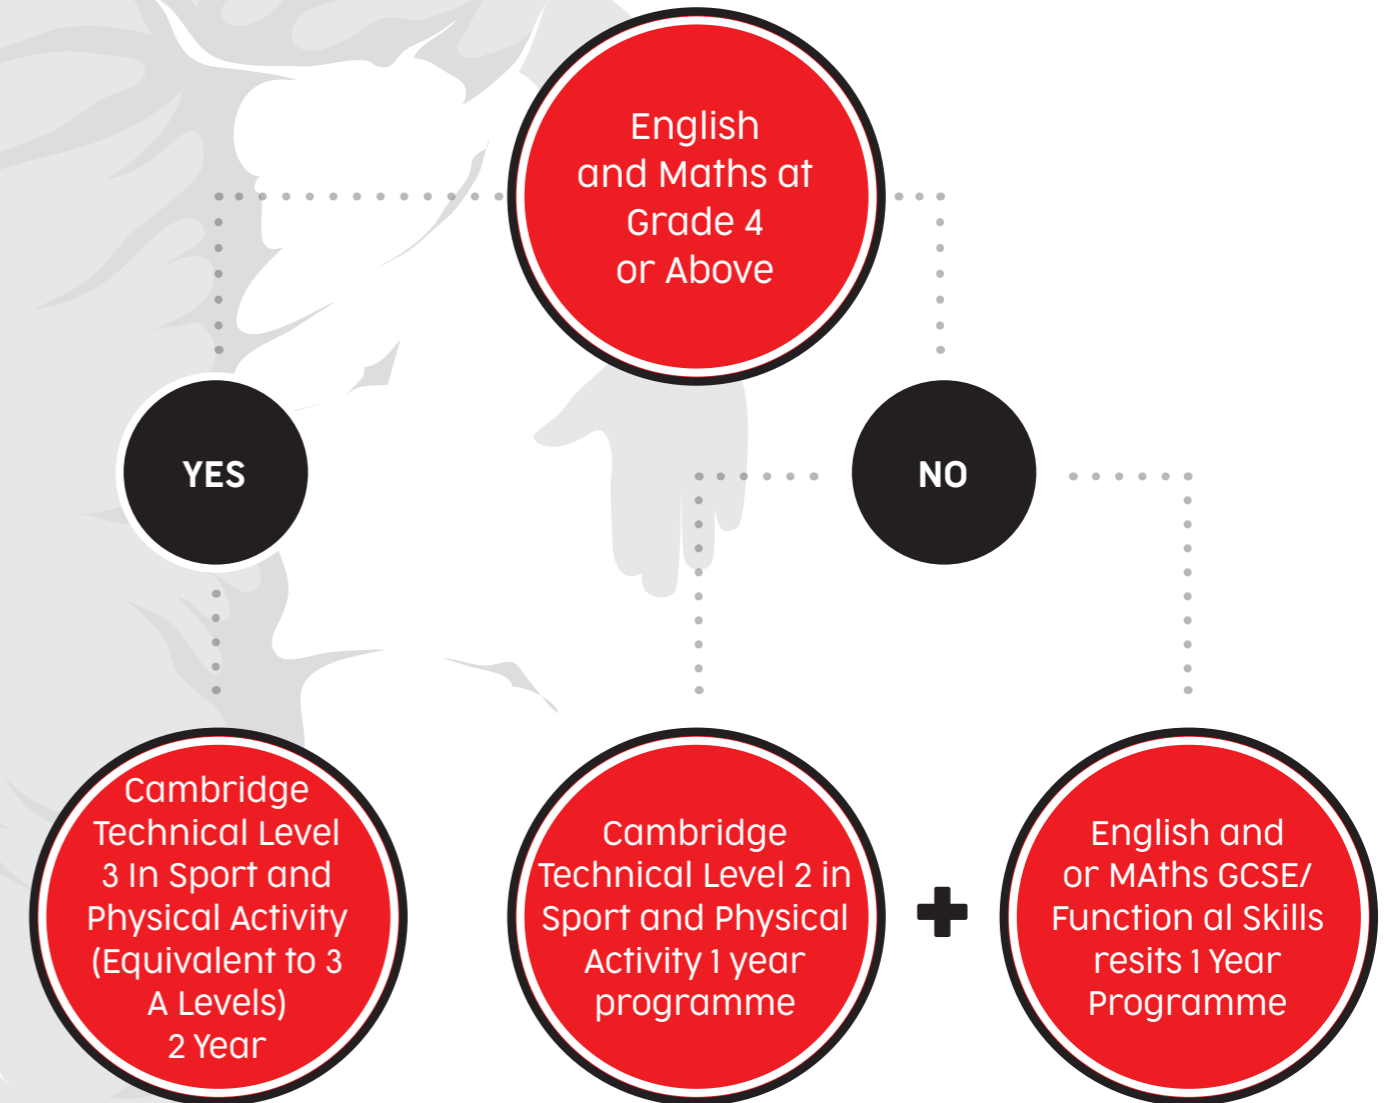 English
and Maths at
Grade 4
or Above
YES
NO
Cambridge
Technical Level
3 In Sport and
Physical Activity
(Equivalent to 3
A Levels)
2 Year
Cambridge
Technical Level 2 in
Sport and Physical
Activity 1 year
programme
+
English and
or MAths GCSE/
Function al Skills
resits 1 Year
Programme